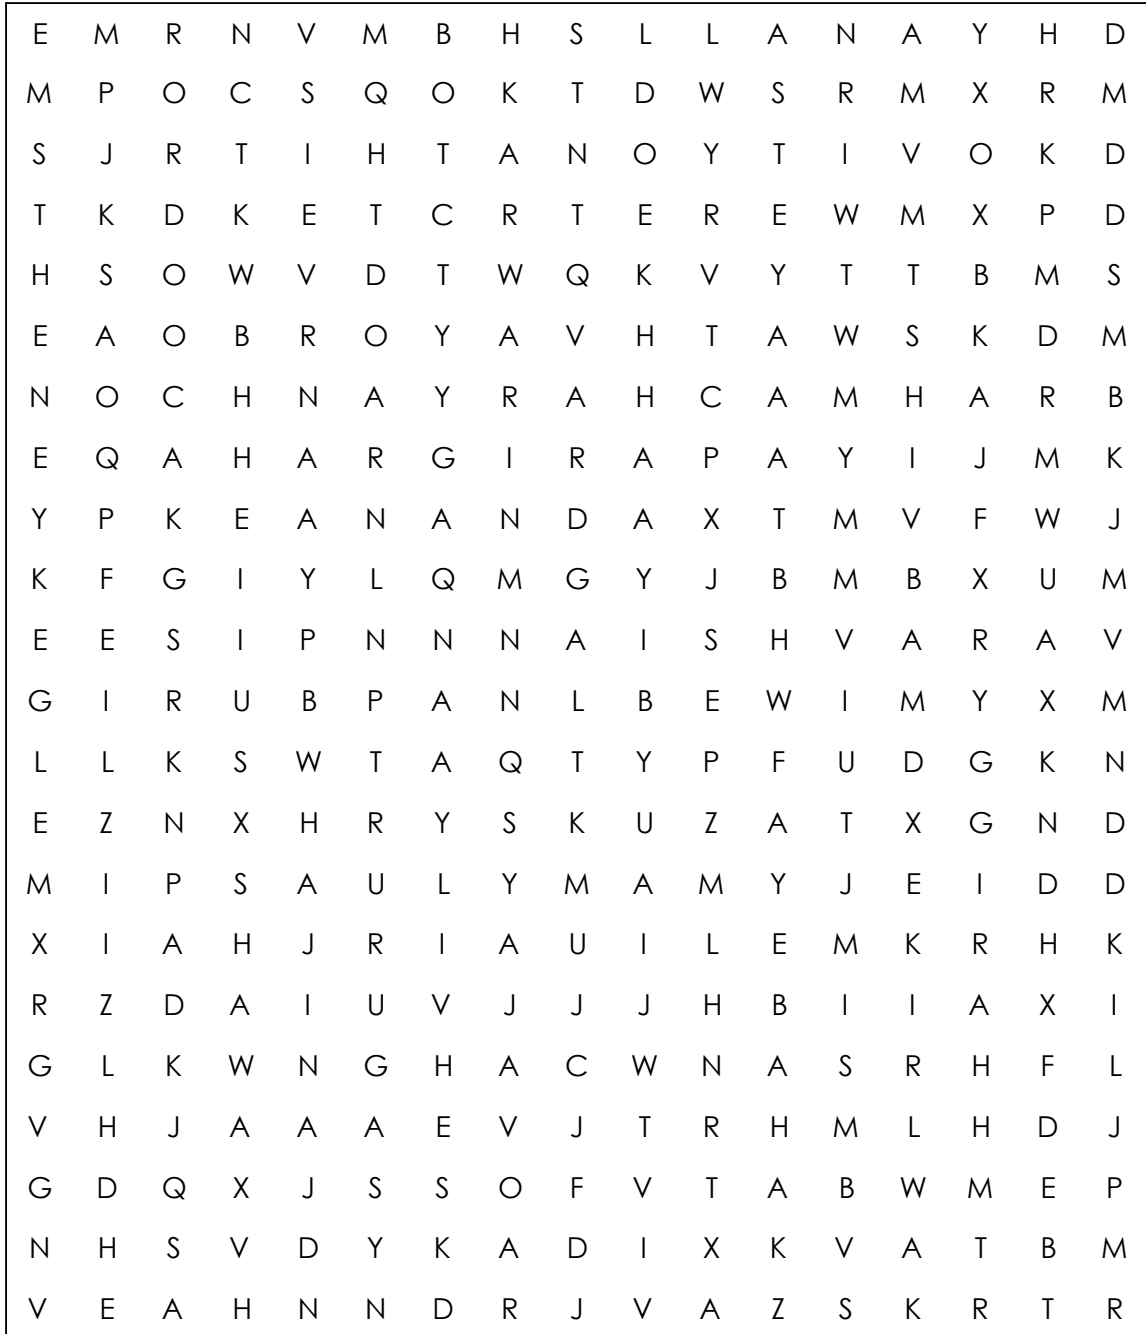 E M R N V M B H S L L A N A Y H D
M P O C S Q O K T D W S R M X R M
S J R T I H T A N O Y T I V O K D
T K D K E T C R T E R E W M X P D
H S O W V D T W Q K V Y T T B M S
E A O B R O Y A V H T A W S K D M
N O C H N A Y R A H C A M H A R B
E Q A H A R G I R A P A Y I J M K
Y P K E A N A N D A X T M V F W J
K F G I Y L Q M G Y J B M B X U M
E E S I P N N N A I S H V A R A V
G I R U B P A N L B E W I M Y X M
L L K S W T A Q T Y P F U D G K N
E Z N X H R Y S K U Z A T X G N D
M I P S A U L Y M A M Y J E I D D
X I A H J R I A U I L E M K R H K
R Z D A I U V J J J H B I I A X I
G L K W N G H A C W N A S R H F L
V H J A A A E V J T R H M L H D J
G D Q X J S S O F V T A B W M E P
N H S V D Y K A D I X K V A T B M
V E A H N N D R J V A Z S K R T R